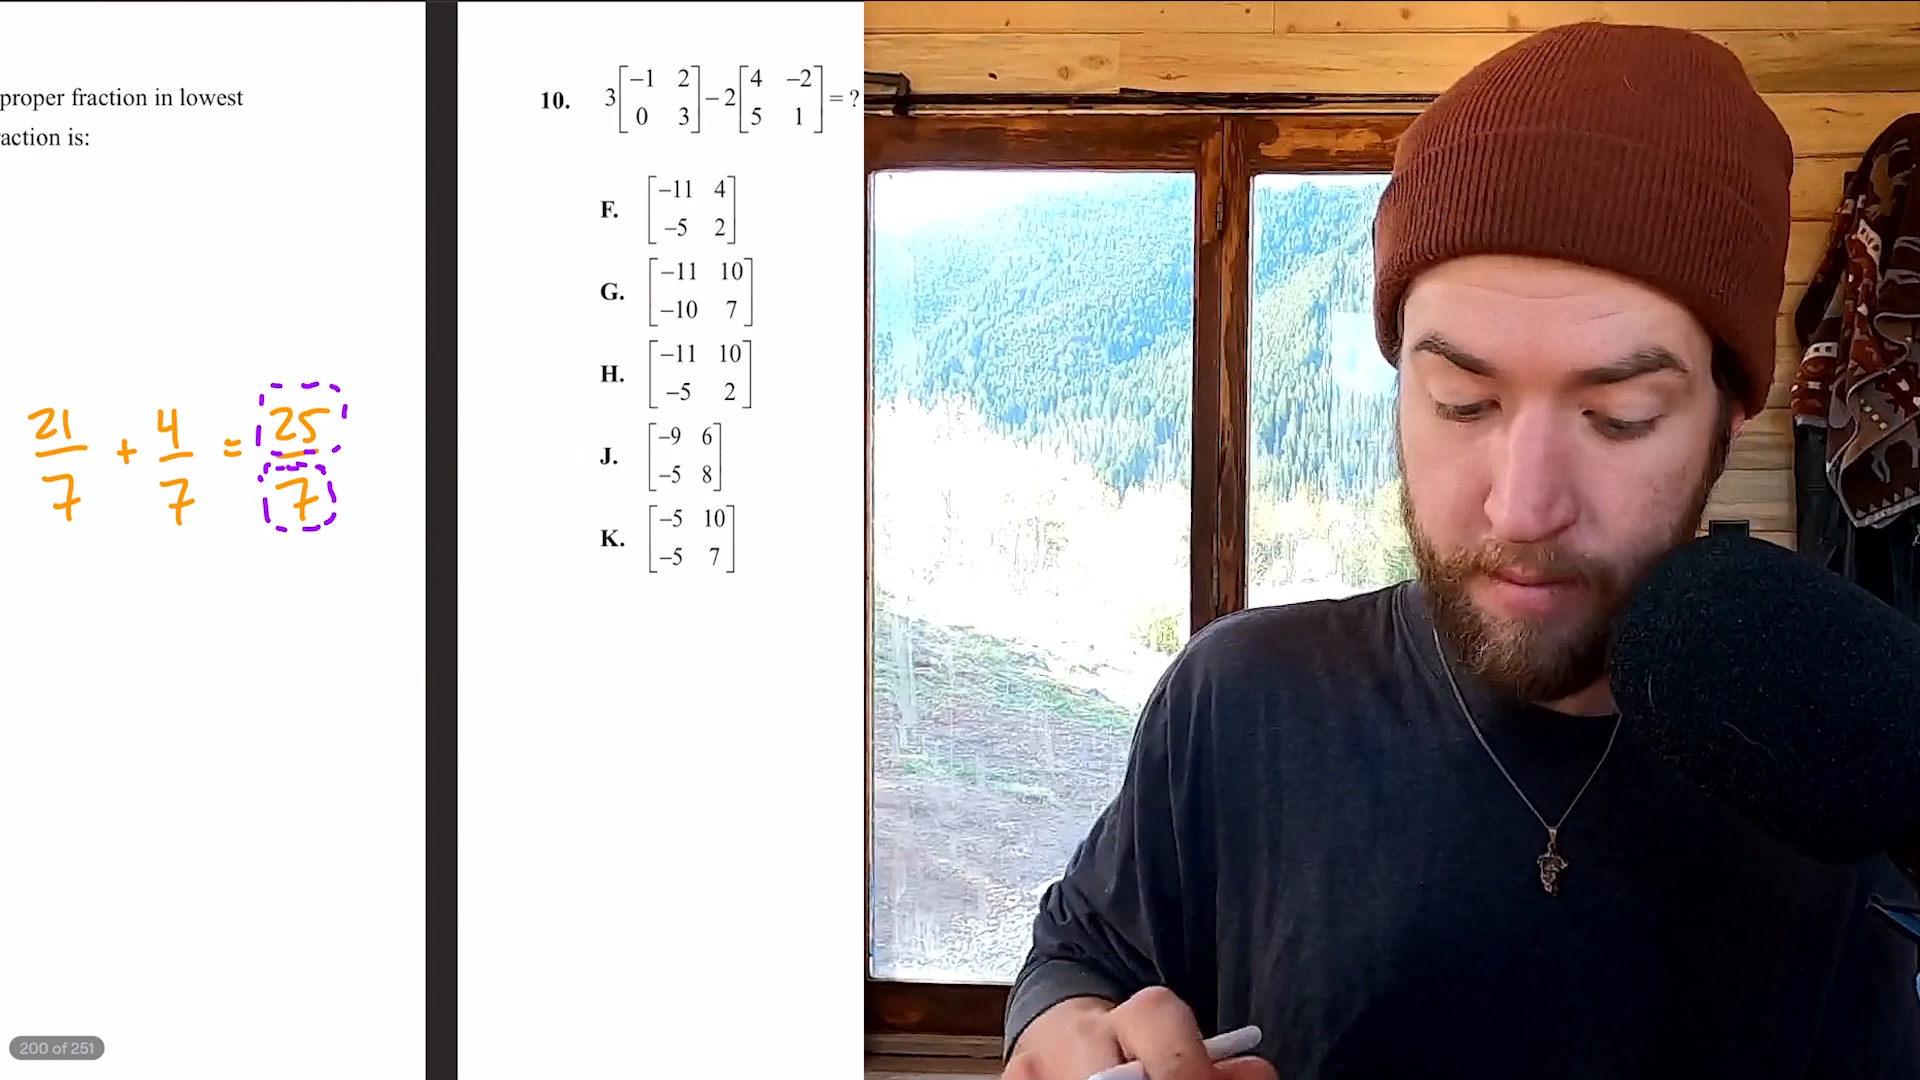 proper fraction in lowest
action is:
21/7 + 4/7 = 25/7
10. 3[−1 2; 0 3] − 2[4 −2; 5 1] = ?
F. [−11 4; −5 2]
G. [−11 10; −10 7]
H. [−11 10; −5 2]
J. [−9 6; −5 8]
K. [−5 10; −5 7]
200 of 251